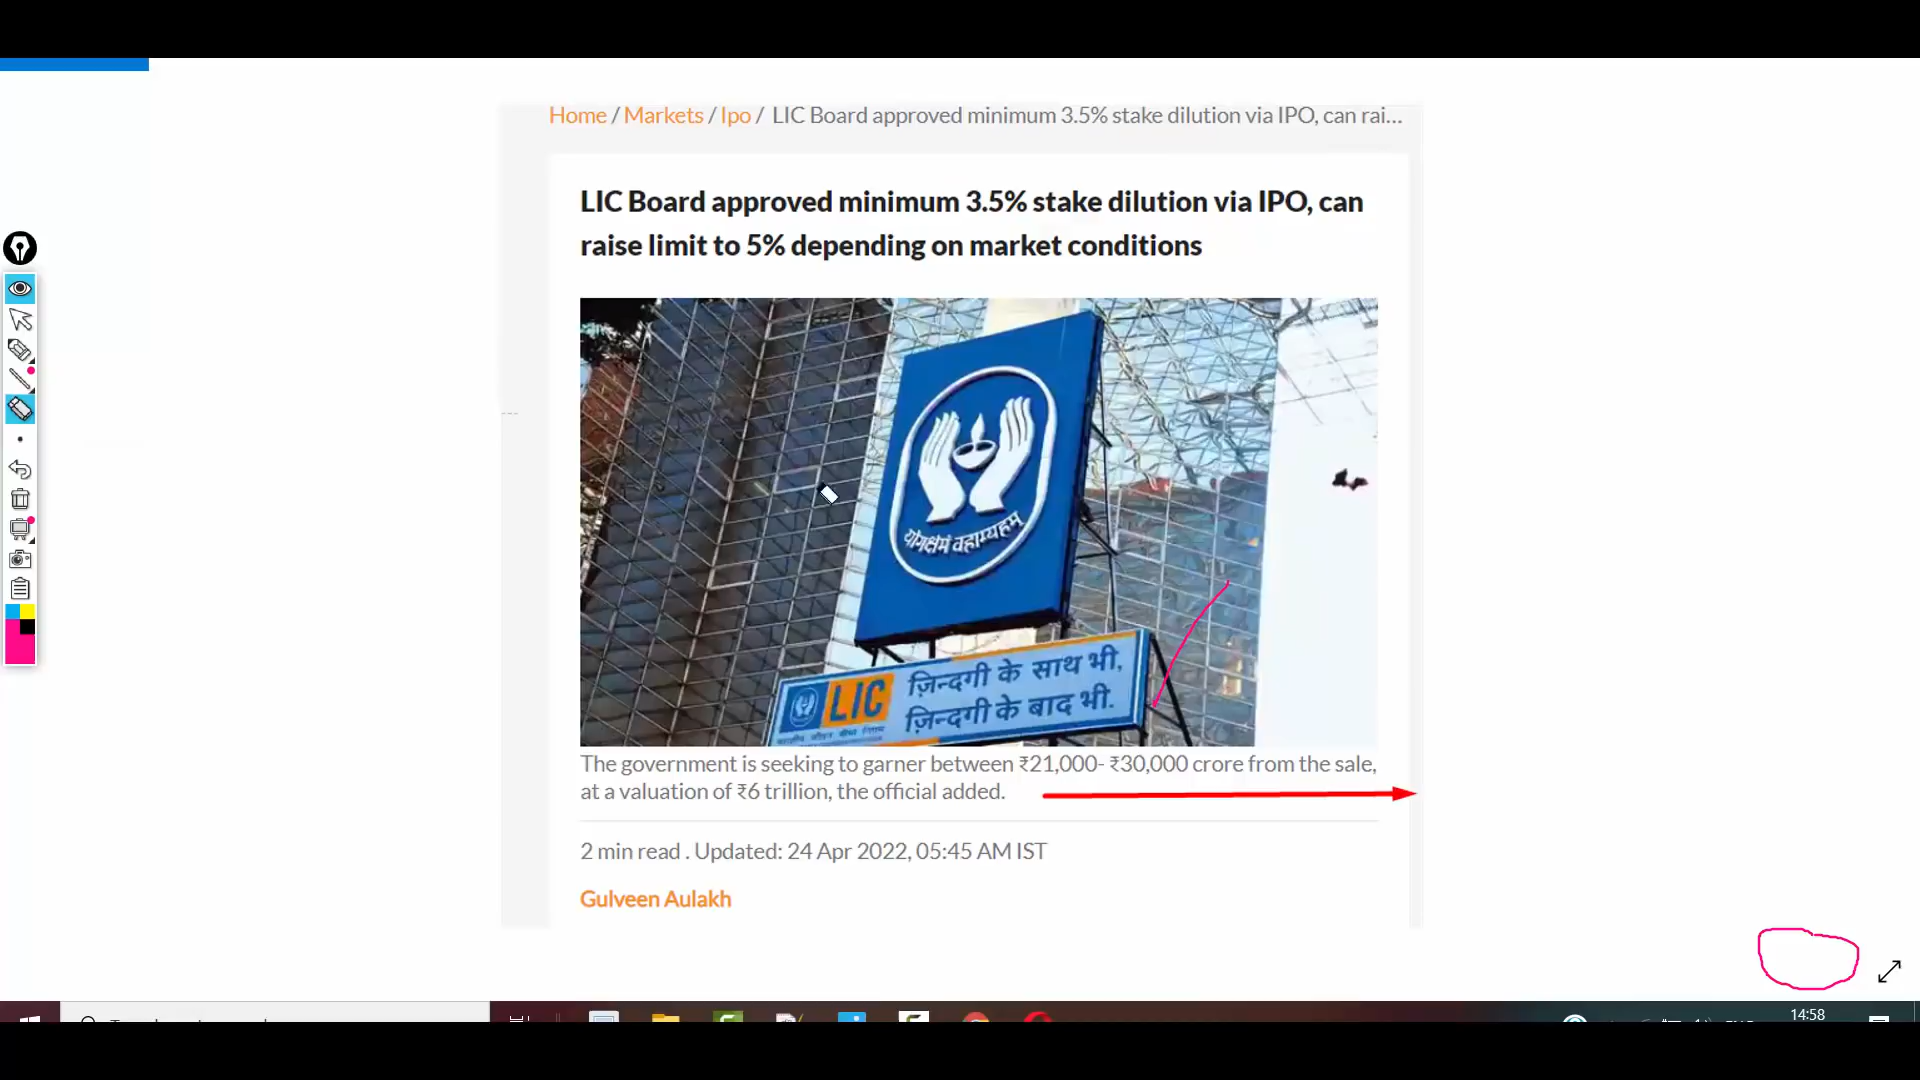 Home / Markets / Ipo / LIC Board approved minimum 3.5% stake dilution via IPO, can rai...
LIC Board approved minimum 3.5% stake dilution via IPO, can
raise limit to 5% depending on market conditions
योगक्षेमं वहाम्यहम्
LIC
ज़िन्दगी के साथ भी,
ज़िन्दगी के बाद भी.
The government is seeking to garner between ₹21,000- ₹30,000 crore from the sale,
at a valuation of ₹6 trillion, the official added.
2 min read . Updated: 24 Apr 2022, 05:45 AM IST
Gulveen Aulakh
14:58